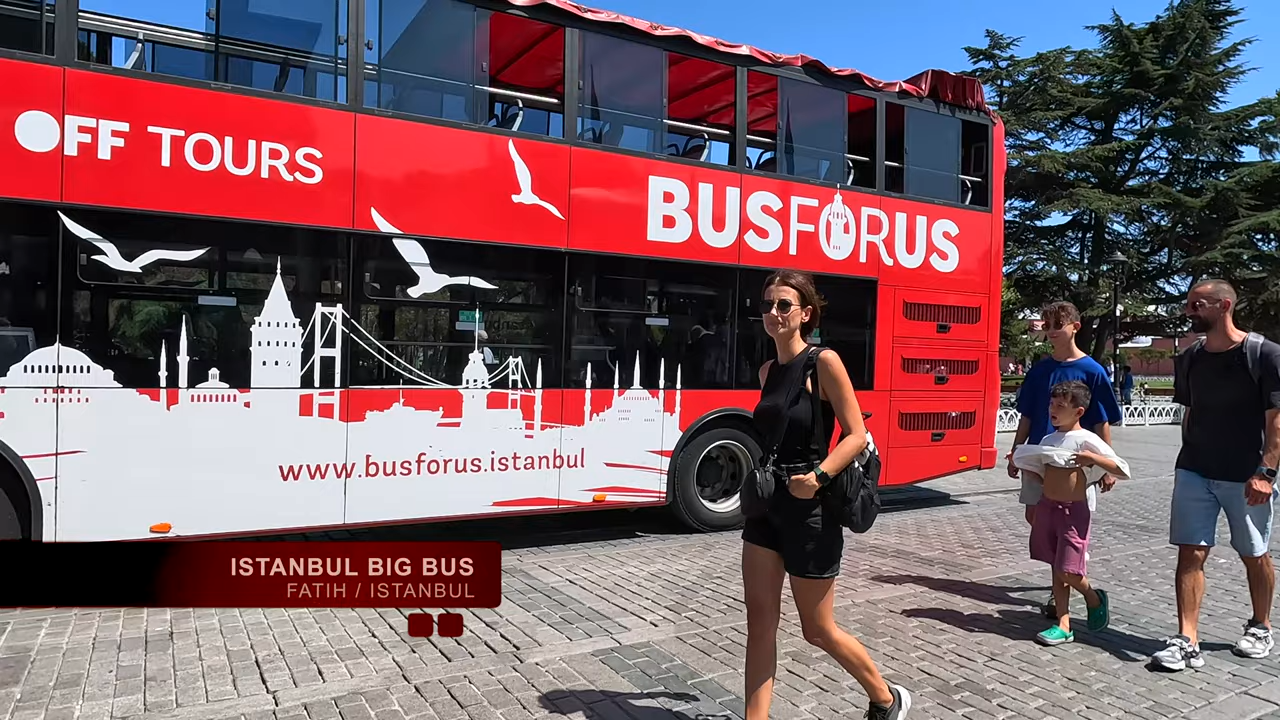 OFF TOURS
BUSFORUS
www.busforus.istanbul
ISTANBUL BIG BUS
FATIH / ISTANBUL